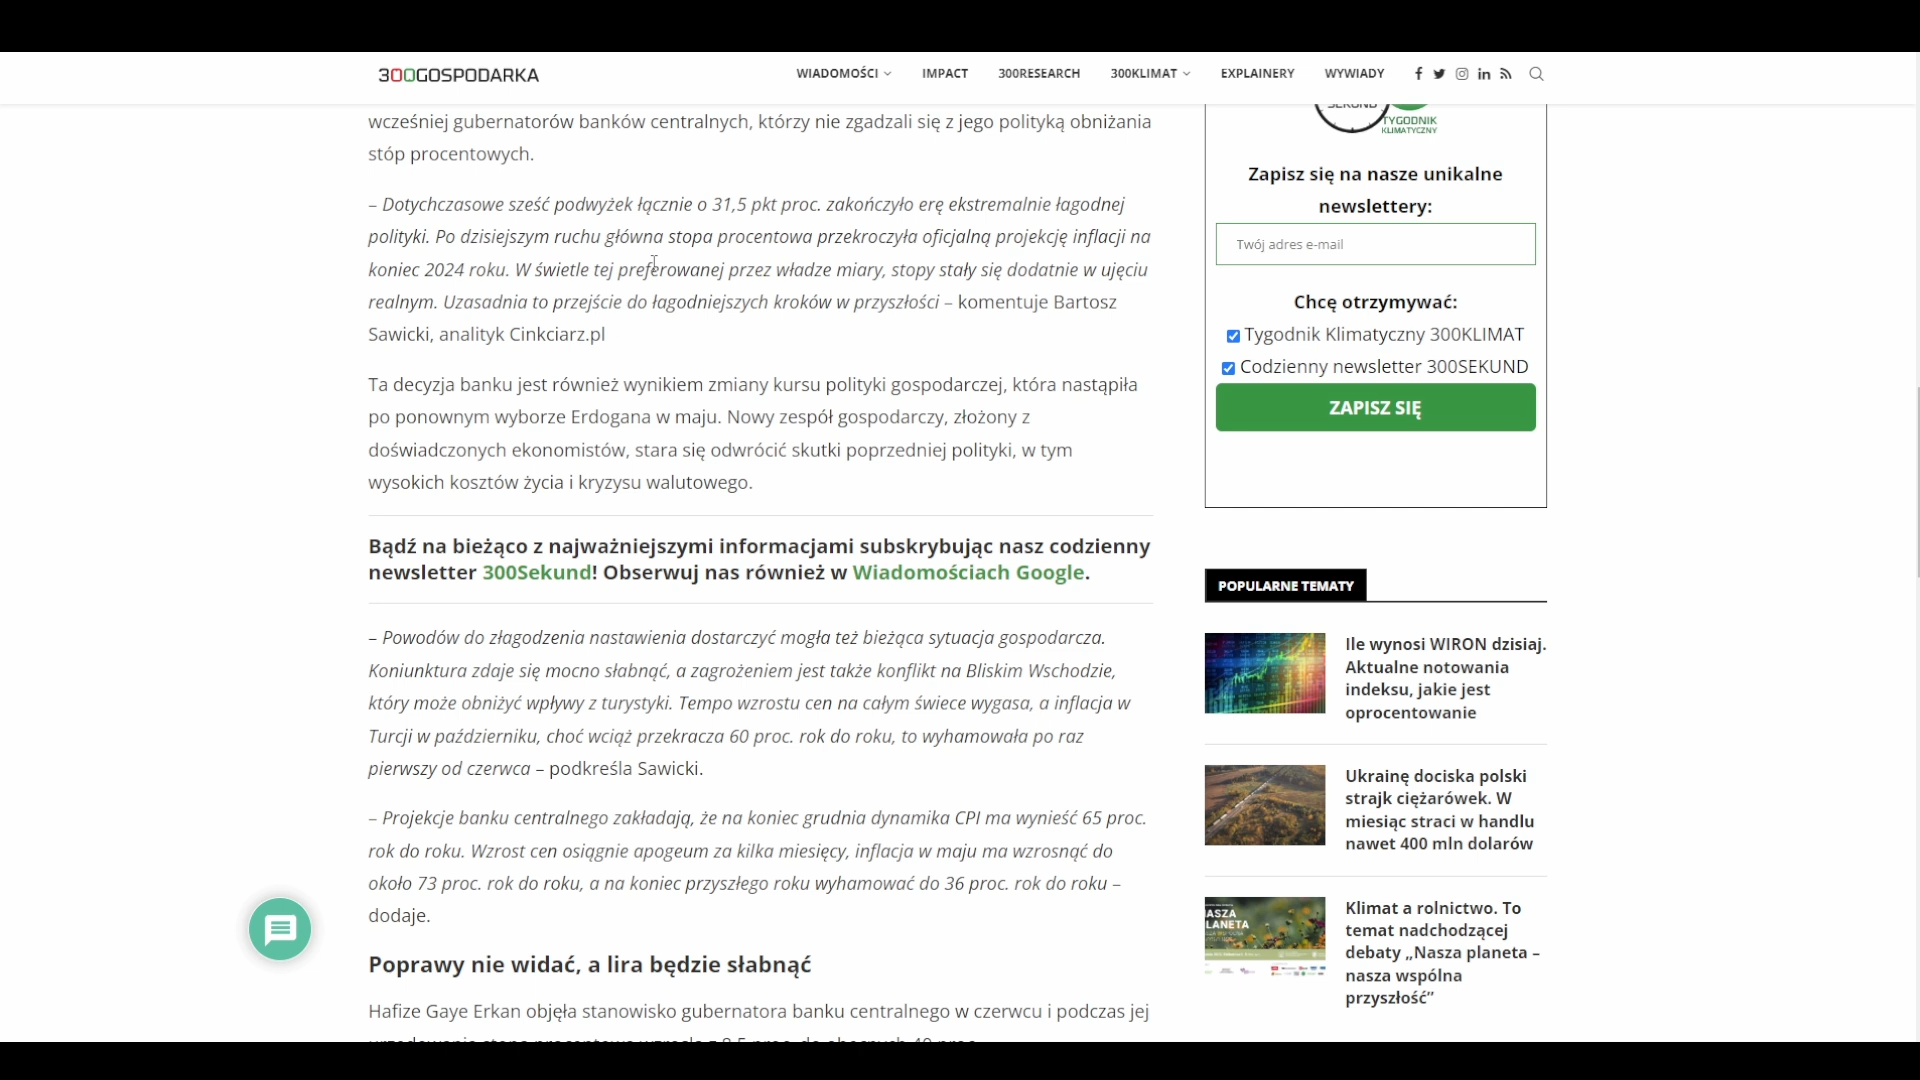 300GOSPODARKA
WIADOMOŚCI
IMPACT
300RESEARCH
300KLIMAT
EXPLAINERY
WYWIADY
wcześniej gubernatorów banków centralnych, którzy nie zgadzali się z jego polityką obniżania
stóp procentowych.
– Dotychczasowe sześć podwyżek łącznie o 31,5 pkt proc. zakończyło erę ekstremalnie łagodnej
polityki. Po dzisiejszym ruchu główna stopa procentowa przekroczyła oficjalną projekcję inflacji na
koniec 2024 roku. W świetle tej preferowanej przez władze miary, stopy stały się dodatnie w ujęciu
realnym. Uzasadnia to przejście do łagodniejszych kroków w przyszłości – komentuje Bartosz
Sawicki, analityk Cinkciarz.pl
Ta decyzja banku jest również wynikiem zmiany kursu polityki gospodarczej, która nastąpiła
po ponownym wyborze Erdogana w maju. Nowy zespół gospodarczy, złożony z
doświadczonych ekonomistów, stara się odwrócić skutki poprzedniej polityki, w tym
wysokich kosztów życia i kryzysu walutowego.
Bądź na bieżąco z najważniejszymi informacjami subskrybując nasz codzienny
newsletter 300Sekund! Obserwuj nas również w Wiadomościach Google.
– Powodów do złagodzenia nastawienia dostarczyć mogła też bieżąca sytuacja gospodarcza.
Koniunktura zdaje się mocno słabnąć, a zagrożeniem jest także konflikt na Bliskim Wschodzie,
który może obniżyć wpływy z turystyki. Tempo wzrostu cen na całym świece wygasa, a inflacja w
Turcji w październiku, choć wciąż przekracza 60 proc. rok do roku, to wyhamowała po raz
pierwszy od czerwca – podkreśla Sawicki.
– Projekcje banku centralnego zakładają, że na koniec grudnia dynamika CPI ma wynieść 65 proc.
rok do roku. Wzrost cen osiągnie apogeum za kilka miesięcy, inflacja w maju ma wzrosnąć do
około 73 proc. rok do roku, a na koniec przyszłego roku wyhamować do 36 proc. rok do roku –
dodaje.
Poprawy nie widać, a lira będzie słabnąć
Hafize Gaye Erkan objęła stanowisko gubernatora banku centralnego w czerwcu i podczas jej
SEKUND
TYGODNIK
KLIMATYCZNY
Zapisz się na nasze unikalne
newslettery:
Twój adres e-mail
Chcę otrzymywać:
Tygodnik Klimatyczny 300KLIMAT
Codzienny newsletter 300SEKUND
ZAPISZ SIĘ
POPULARNE TEMATY
Ile wynosi WIRON dzisiaj.
Aktualne notowania
indeksu, jakie jest
oprocentowanie
Ukrainę dociska polski
strajk ciężarówek. W
miesiąc straci w handlu
nawet 400 mln dolarów
Klimat a rolnictwo. To
temat nadchodzącej
debaty „Nasza planeta –
nasza wspólna
przyszłość”